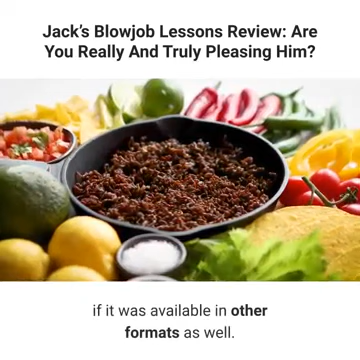 Jack’s Blowjob Lessons Review: Are
You Really And Truly Pleasing Him?
if it was available in other
formats as well.